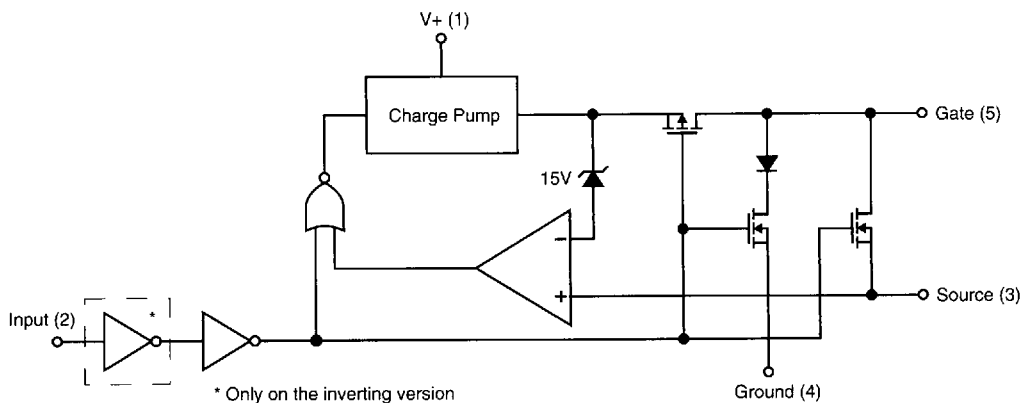 V+ (1)
Charge Pump
Gate (5)
15V
−
+
Source (3)
Input (2)
*
* Only on the inverting version
Ground (4)